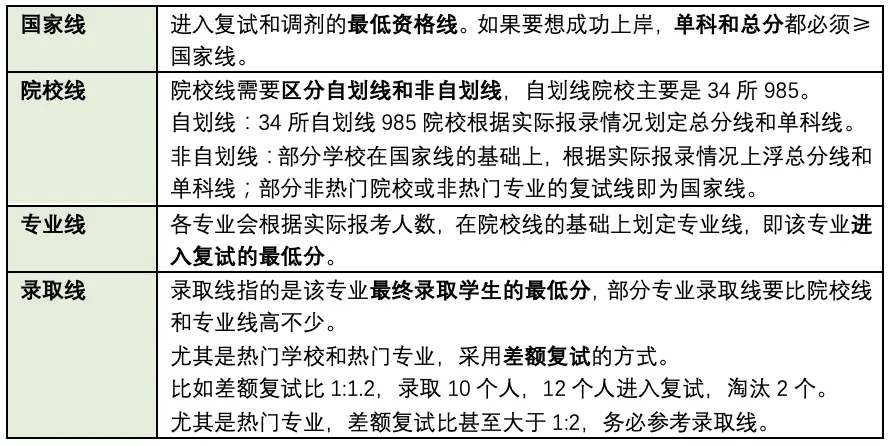 国家线
进入复试和调剂的最低资格线。如果要想成功上岸，单科和总分都必须≥
国家线。
院校线
院校线需要区分自划线和非自划线，自划线院校主要是 34 所 985。
自划线：34 所自划线 985 院校根据实际报录情况划定总分线和单科线。
非自划线：部分学校在国家线的基础上，根据实际报录情况上浮总分线和
单科线；部分非热门院校或非热门专业的复试线即为国家线。
专业线
各专业会根据实际报考人数，在院校线的基础上划定专业线，即该专业进
入复试的最低分。
录取线
录取线指的是该专业最终录取学生的最低分，部分专业录取线要比院校线
和专业线高不少。
尤其是热门学校和热门专业，采用差额复试的方式。
比如差额复试比 1:1.2，录取 10 个人，12 个人进入复试，淘汰 2 个。
尤其是热门专业，差额复试比甚至大于 1:2，务必参考录取线。